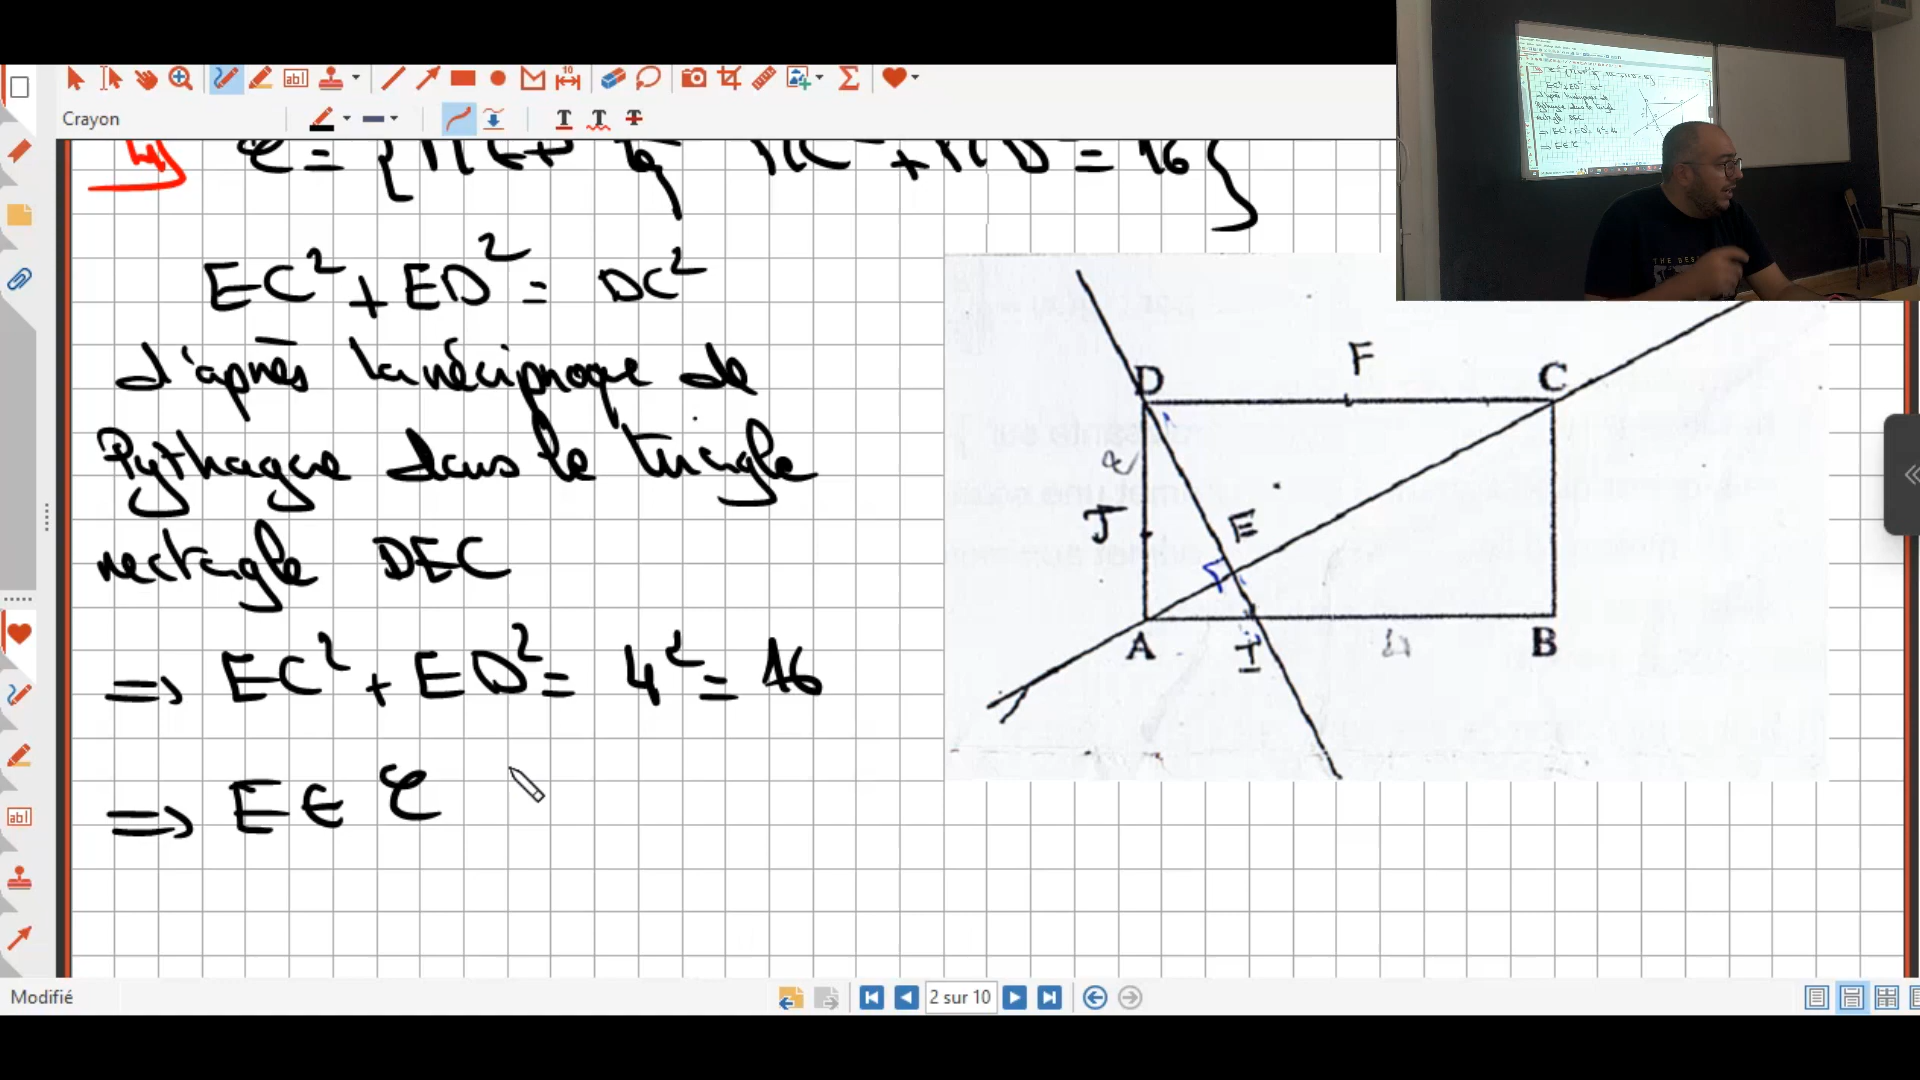 Crayon
4)
EC² + ED² = DC²
d'après la réciproque de
Pythagore dans le triangle
rectangle DEC
=> EC² + ED² = 4² = 16
=> E ∈ C
D F C
J E
A I B
Modifié
2 sur 10